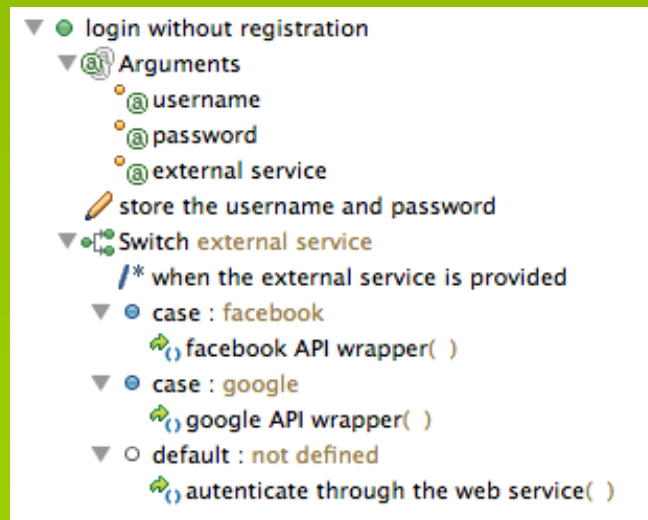 login without registration
Arguments
username
password
external service
store the username and password
Switch external service
/* when the external service is provided
case : facebook
facebook API wrapper( )
case : google
google API wrapper( )
default : not defined
autenticate through the web service( )